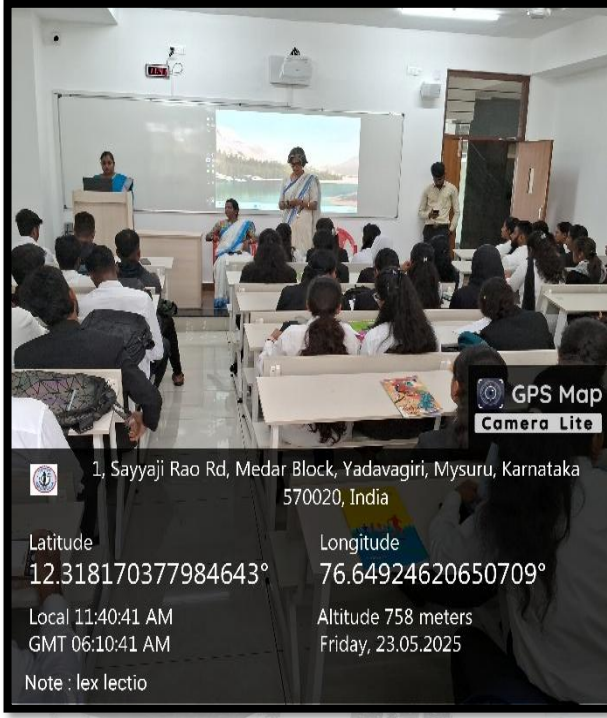 GPS Map
Camera Lite
1, Sayyaji Rao Rd, Medar Block, Yadavagiri, Mysuru, Karnataka
570020, India
Latitude
12.318170377984643°
Longitude
76.64924620650709°
Local 11:40:41 AM
GMT 06:10:41 AM
Altitude 758 meters
Friday, 23.05.2025
Note : lex lectio